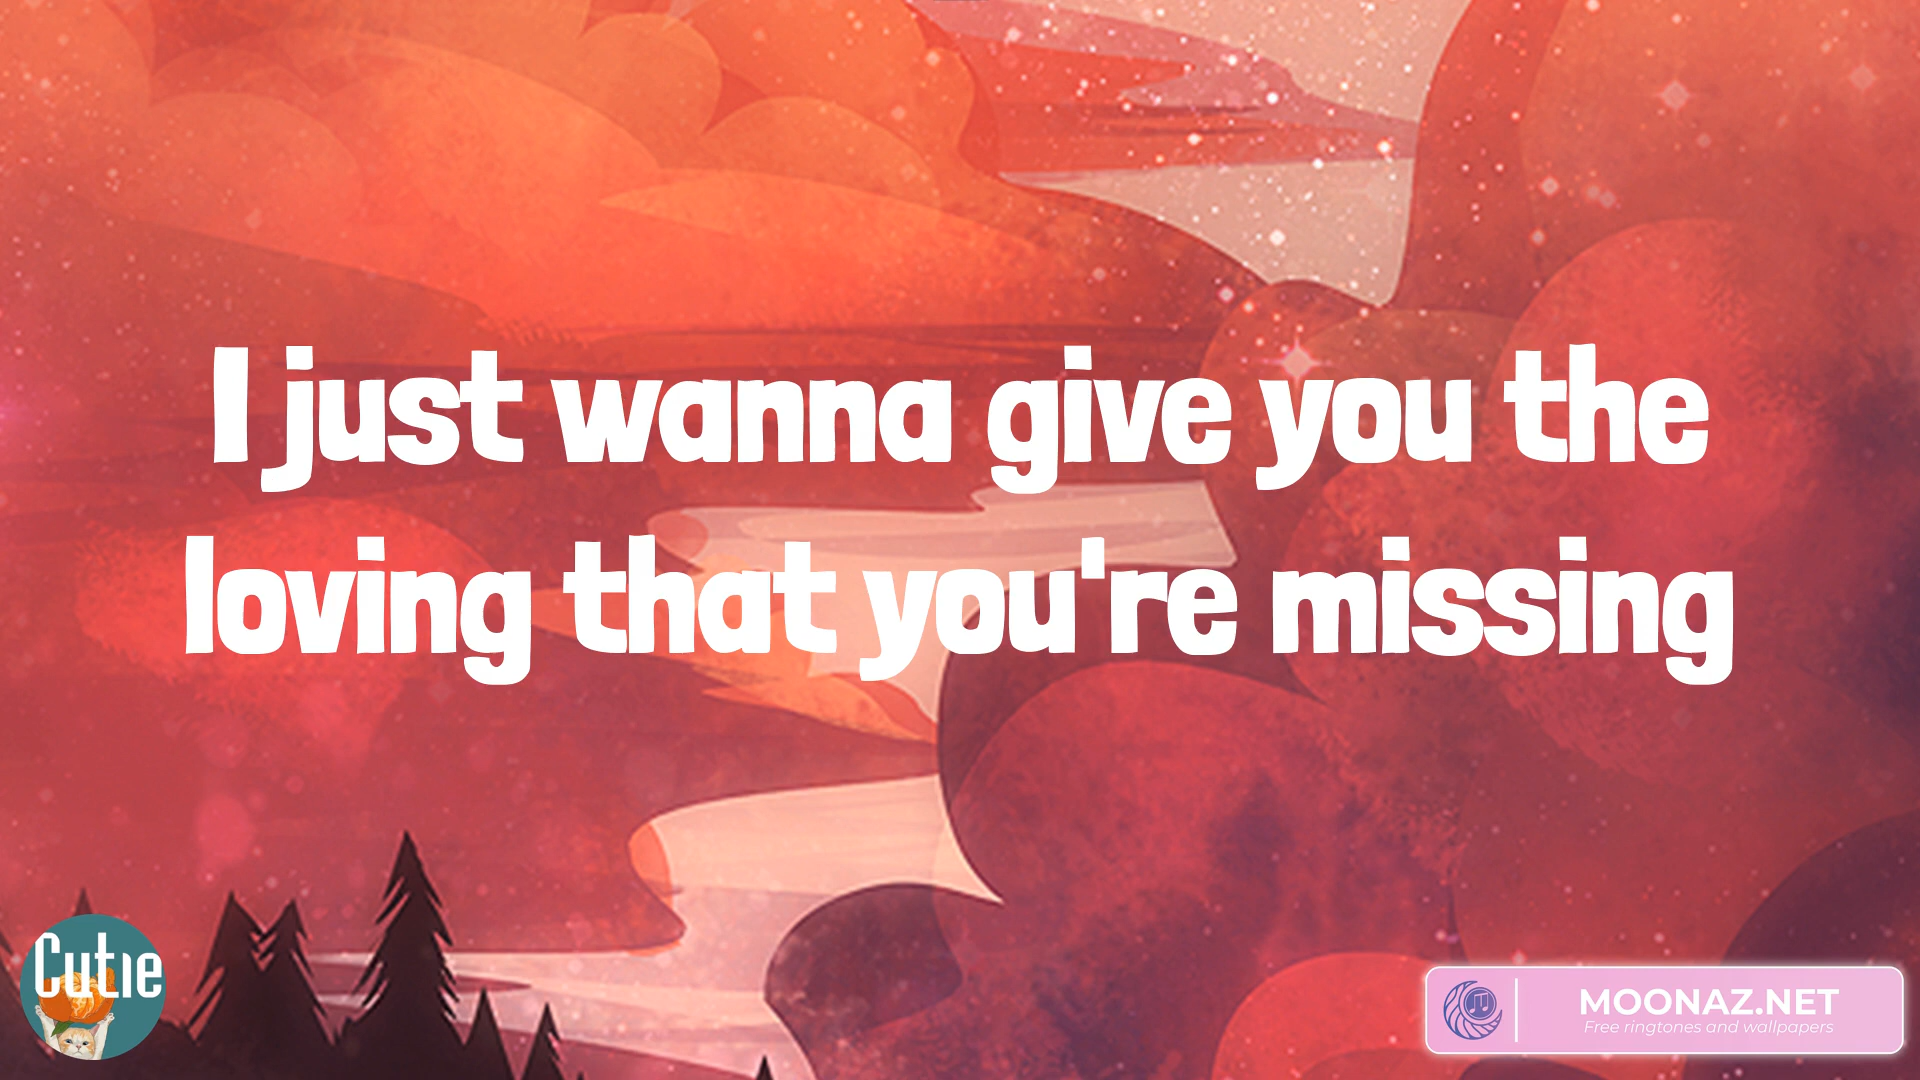 I just wanna give you the
loving that you're missing
Cutie
MOONAZ.NET
Free ringtones and wallpapers